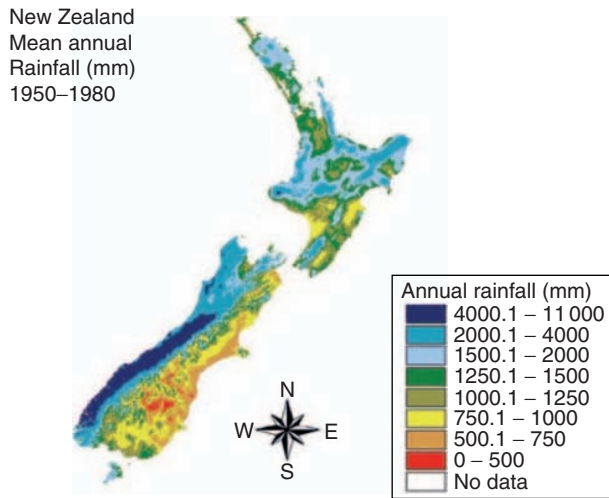 New Zealand
Mean annual
Rainfall (mm)
1950–1980
N
W E
S
Annual rainfall (mm)
4000.1 – 11 000
2000.1 – 4000
1500.1 – 2000
1250.1 – 1500
1000.1 – 1250
750.1 – 1000
500.1 – 750
0 – 500
No data